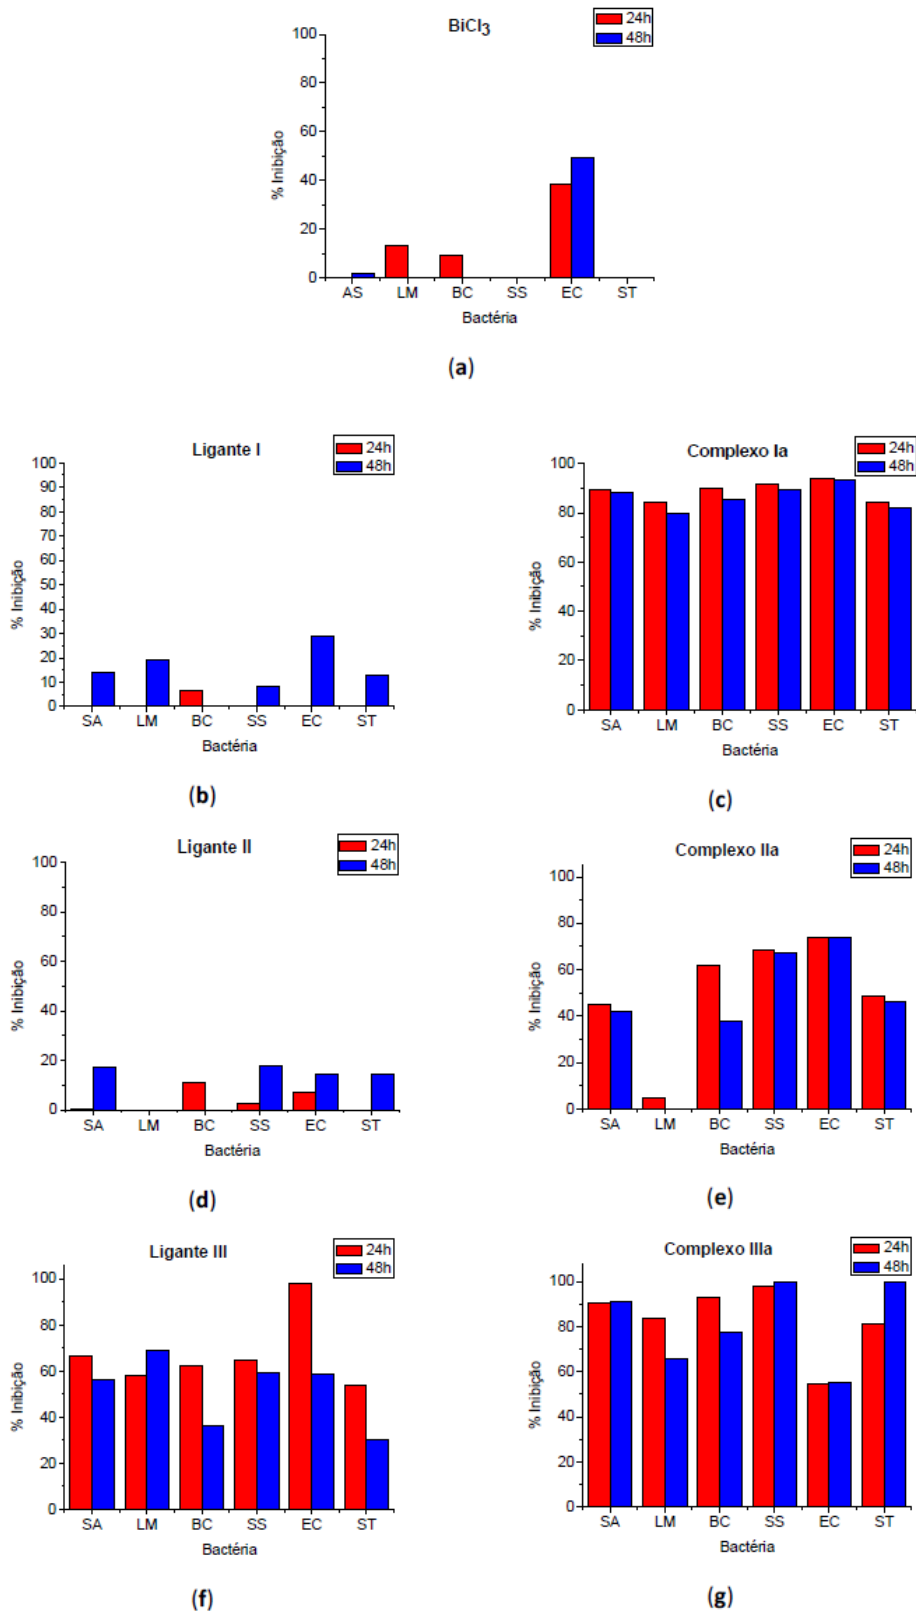 BiCl3
24h
48h
100
80
60
40
20
0
% Inibição
AS LM BC SS EC ST
Bactéria
(a)
Ligante I
24h
48h
100
90
80
70
60
50
40
30
20
10
0
% Inibição
SA LM BC SS EC ST
Bactéria
(b)
Complexo Ia
24h
48h
100
80
60
40
20
0
% Inibição
SA LM BC SS EC ST
Bactéria
(c)
Ligante II
24h
48h
100
80
60
40
20
0
% Inibição
SA LM BC SS EC ST
Bactéria
(d)
Complexo IIa
24h
48h
100
80
60
40
20
0
% Inibição
SA LM BC SS EC ST
Bactéria
(e)
Ligante III
24h
48h
100
80
60
40
20
0
% Inibição
SA LM BC SS EC ST
Bactéria
(f)
Complexo IIIa
24h
48h
100
80
60
40
20
0
% Inibição
SA LM BC SS EC ST
Bactéria
(g)